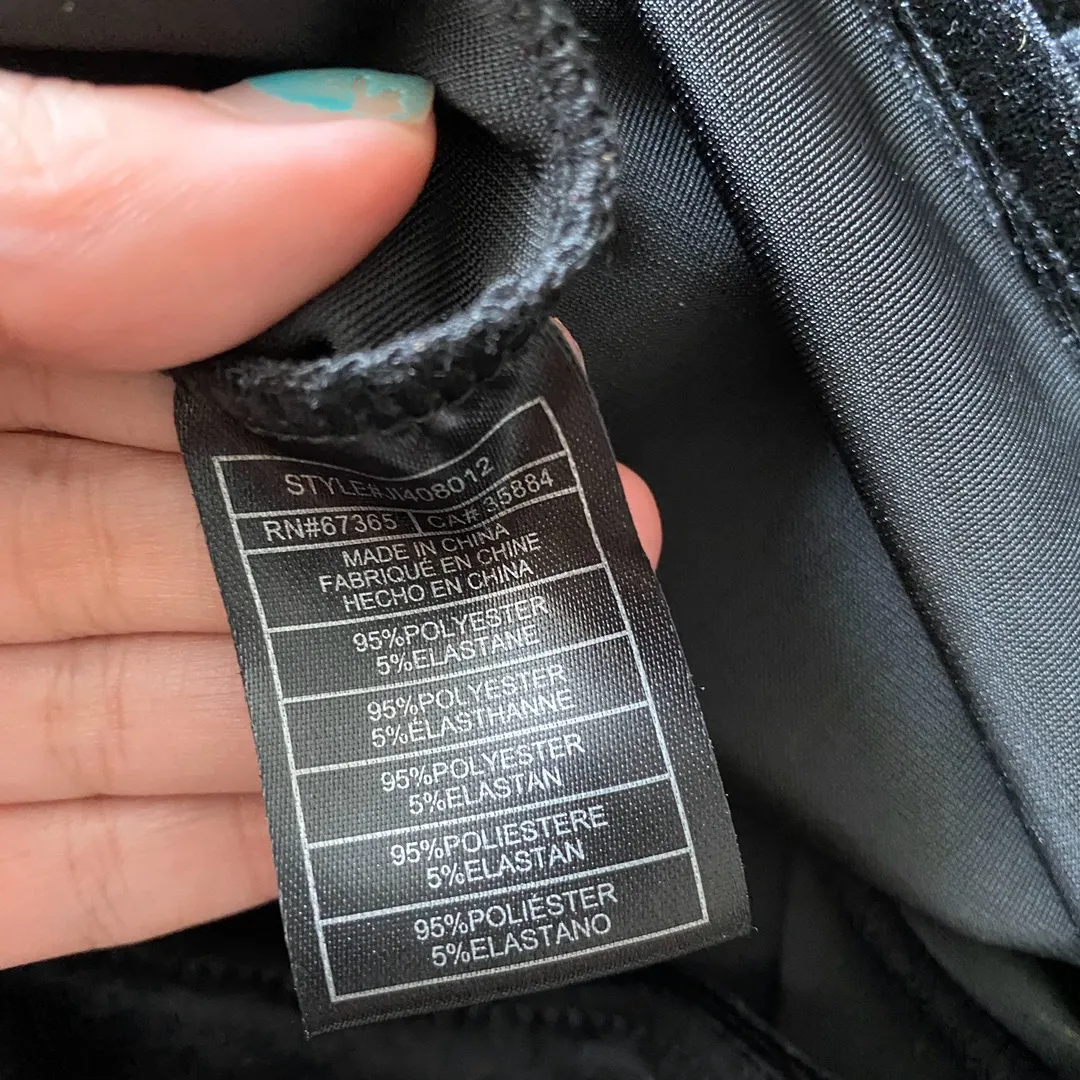 STYLE#JI408012
RN#67365 CA# 35884
MADE IN CHINA
FABRIQUÉ EN CHINE
HECHO EN CHINA
95%POLYESTER
5%ELASTANE
95%POLYESTER
5%ÉLASTHANNE
95%POLYESTER
5%ELASTAN
95%POLIESTERE
5%ELASTAN
95%POLIÉSTER
5%ELASTANO